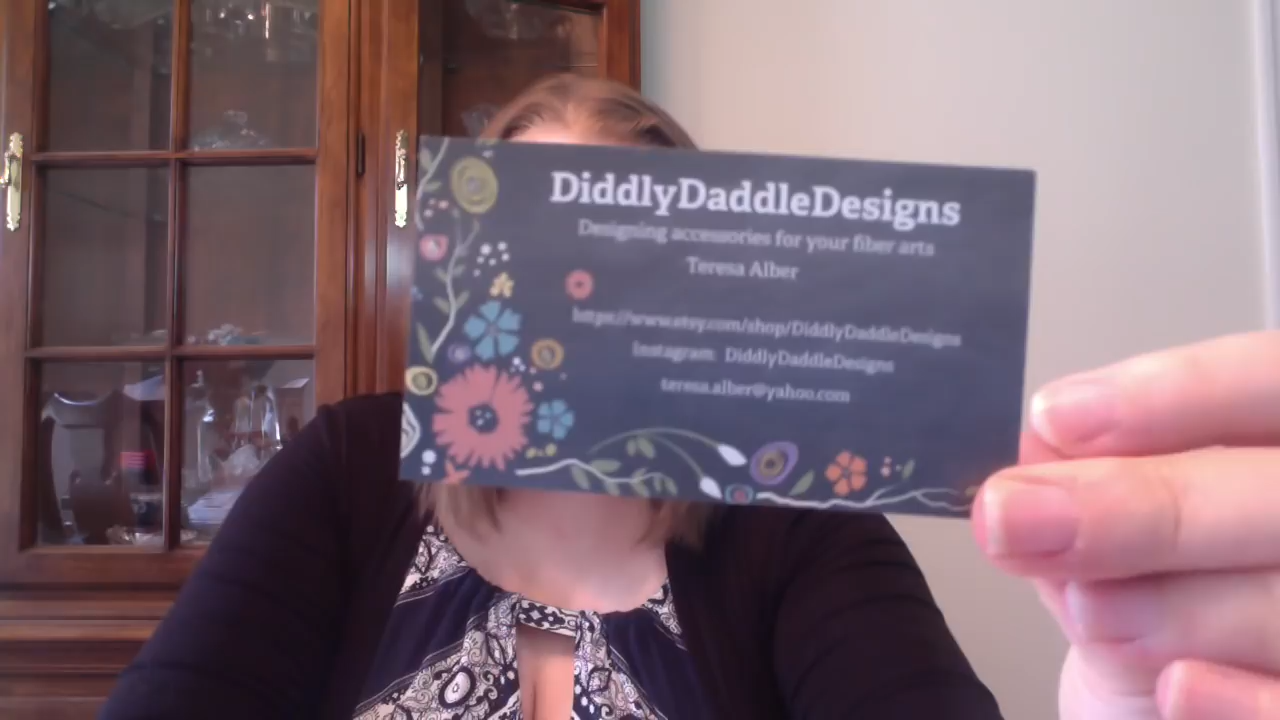 DiddlyDaddleDesigns
Designing accessories for your fiber arts
Teresa Alber
https://www.etsy.com/shop/DiddlyDaddleDesigns
Instagram: DiddlyDaddleDesigns
teresa.alber@yahoo.com